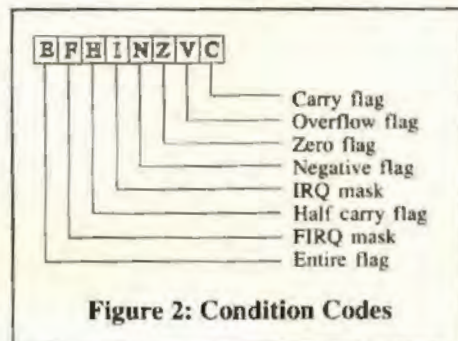 E F H I N Z V C
Carry flag
Overflow flag
Zero flag
Negative flag
IRQ mask
Half carry flag
FIRQ mask
Entire flag
Figure 2: Condition Codes